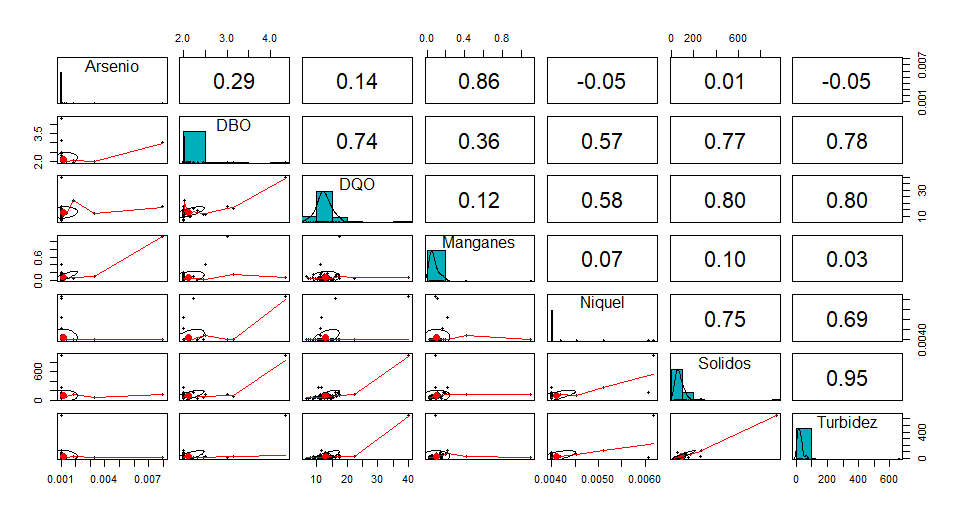 2.0 3.0 4.0 0.0 0.4 0.8 0 200 600
Arsenio 0.29 0.14 0.86 -0.05 0.01 -0.05 0.001 0.007
2.0 3.5 DBO 0.74 0.36 0.57 0.77 0.78
DQO 0.12 0.58 0.80 0.80 10 30
0.0 0.6 Manganes 0.07 0.10 0.03
Niquel 0.75 0.69 0.0040
0 600 Solidos 0.95
Turbidez 0 400
0.001 0.004 0.007 10 20 30 40 0.0040 0.0050 0.0060 0 200 400 600